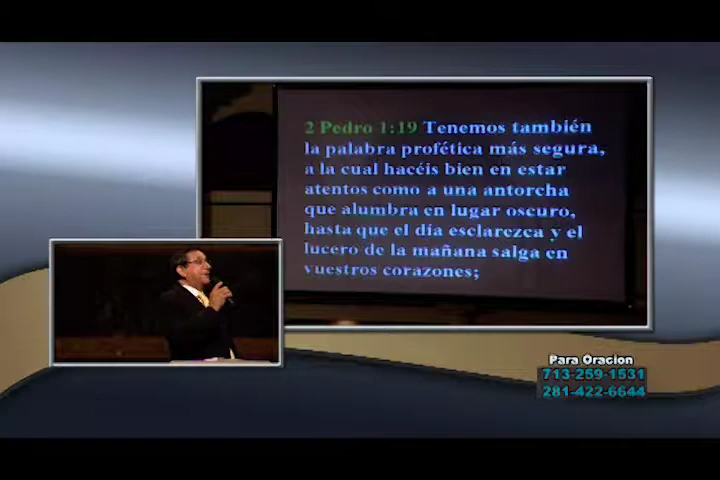 2 Pedro 1:19 Tenemos también
la palabra profética más segura,
a la cual hacéis bien en estar
atentos como a una antorcha
que alumbra en lugar oscuro,
hasta que el día esclarezca y el
lucero de la mañana salga en
vuestros corazones;
Para Oracion
713-259-1531
281-422-6644